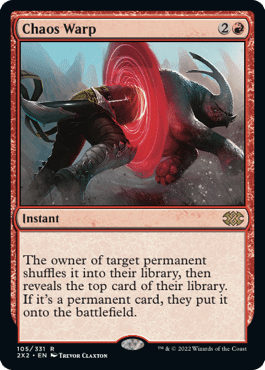 Chaos Warp 2
Instant
The owner of target permanent
shuffles it into their library, then
reveals the top card of their library.
If it's a permanent card, they put it
onto the battlefield.
105/331 R
2X2 • EN TREVOR CLAXTON
™ & © 2022 Wizards of the Coast